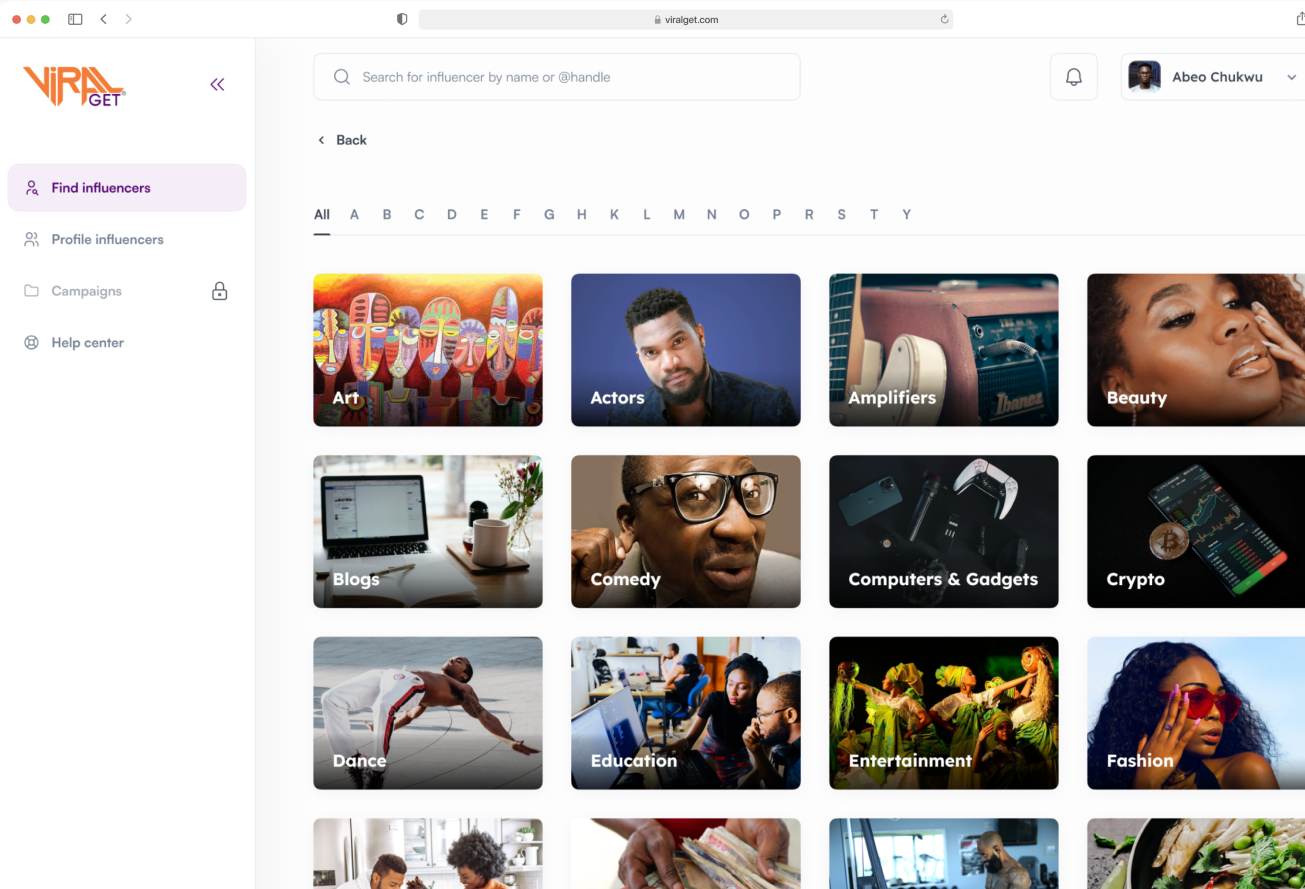 viralget.com
VIRAL
GET
Search for influencer by name or @handle
Abeo Chukwu
Back
Find influencers
Profile influencers
Campaigns
Help center
All A B C D E F G H K L M N O P R S T Y
Art
Actors
Ibanez
Amplifiers
Beauty
Blogs
Comedy
Computers & Gadgets
Crypto
Dance
Education
Entertainment
Fashion